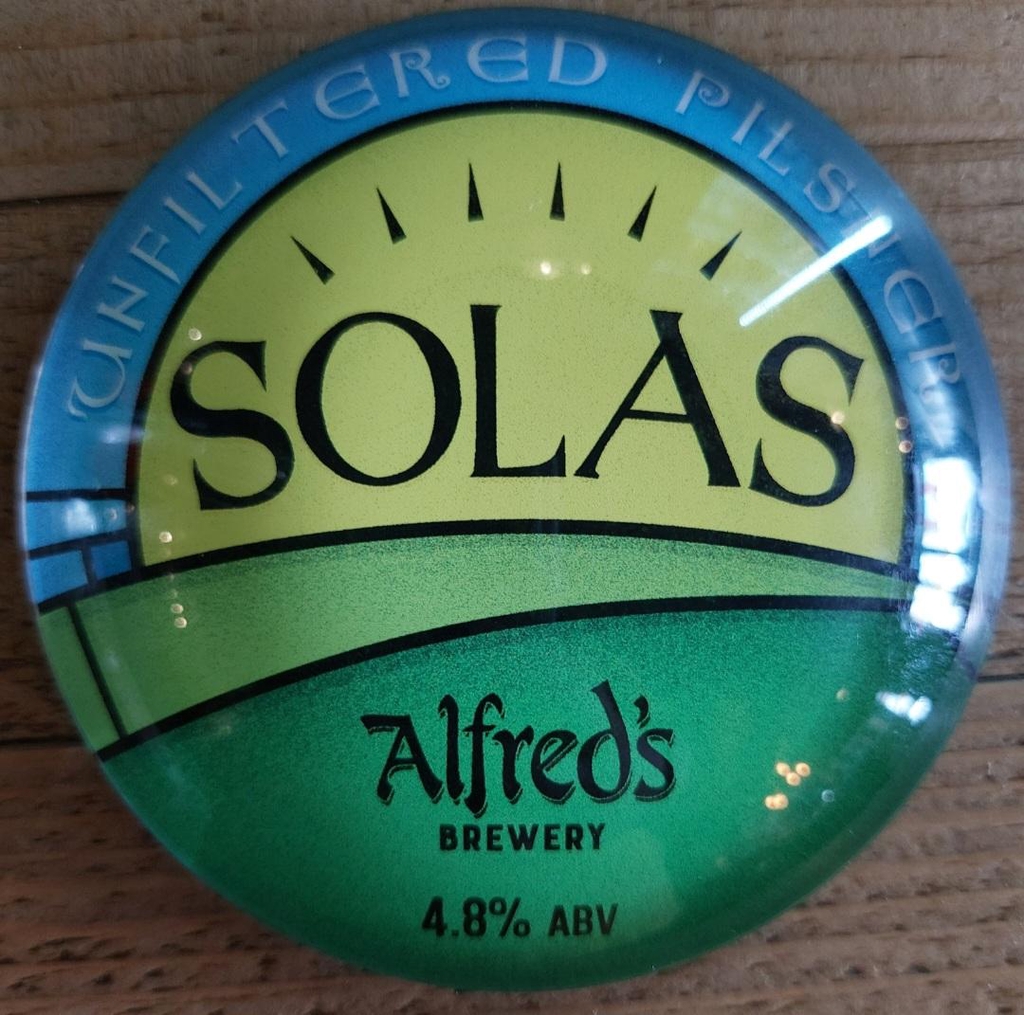 UNFILTERED PILSNER
SOLAS
Alfred's
BREWERY
4.8% ABV